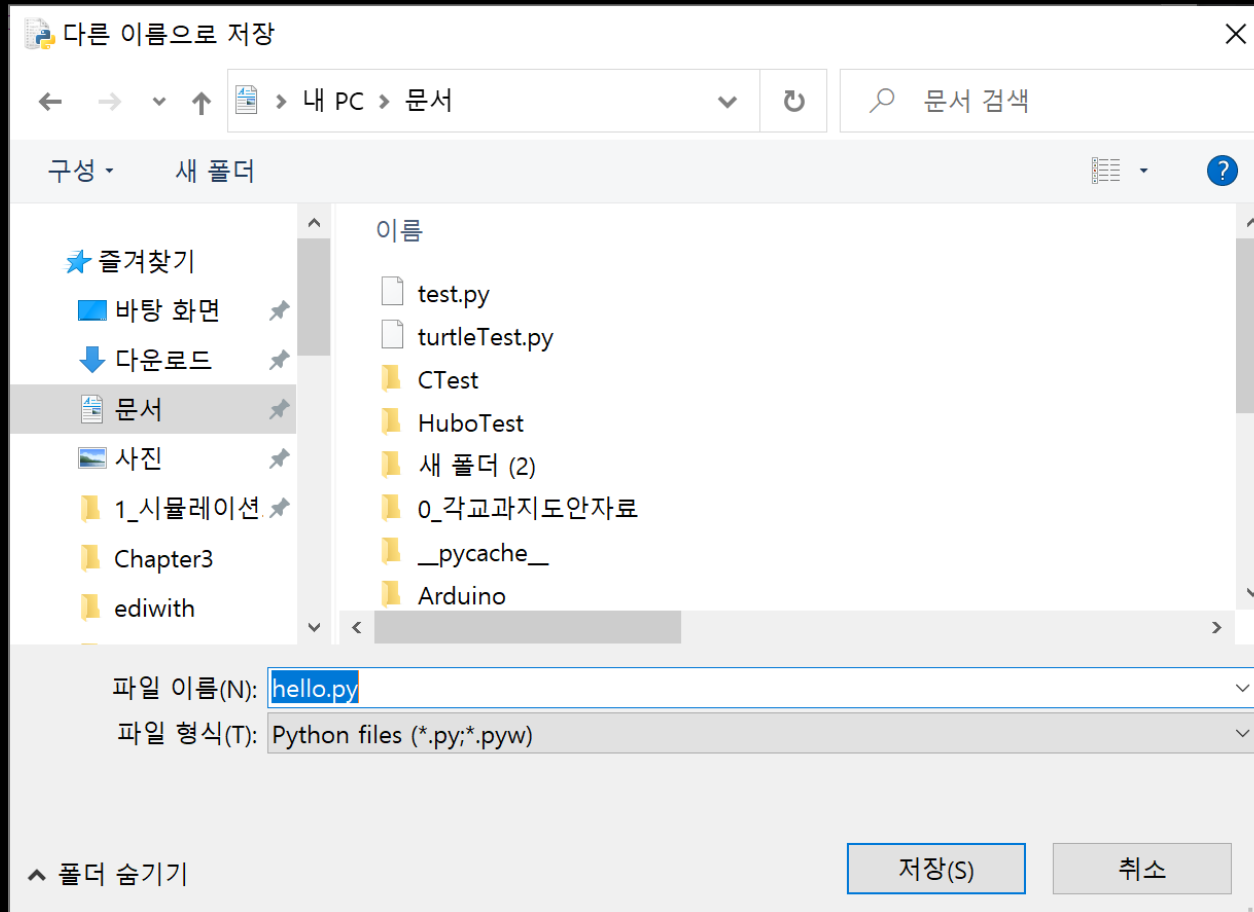 다른 이름으로 저장
내 PC > 문서
문서 검색
구성
새 폴더
?
즐겨찾기
바탕 화면
다운로드
문서
사진
1_시뮬레이션
Chapter3
ediwith
이름
test.py
turtleTest.py
CTest
HuboTest
새 폴더 (2)
0_각교과지도안자료
__pycache__
Arduino
파일 이름(N): hello.py
파일 형식(T): Python files (*.py;*.pyw)
폴더 숨기기
저장(S)
취소